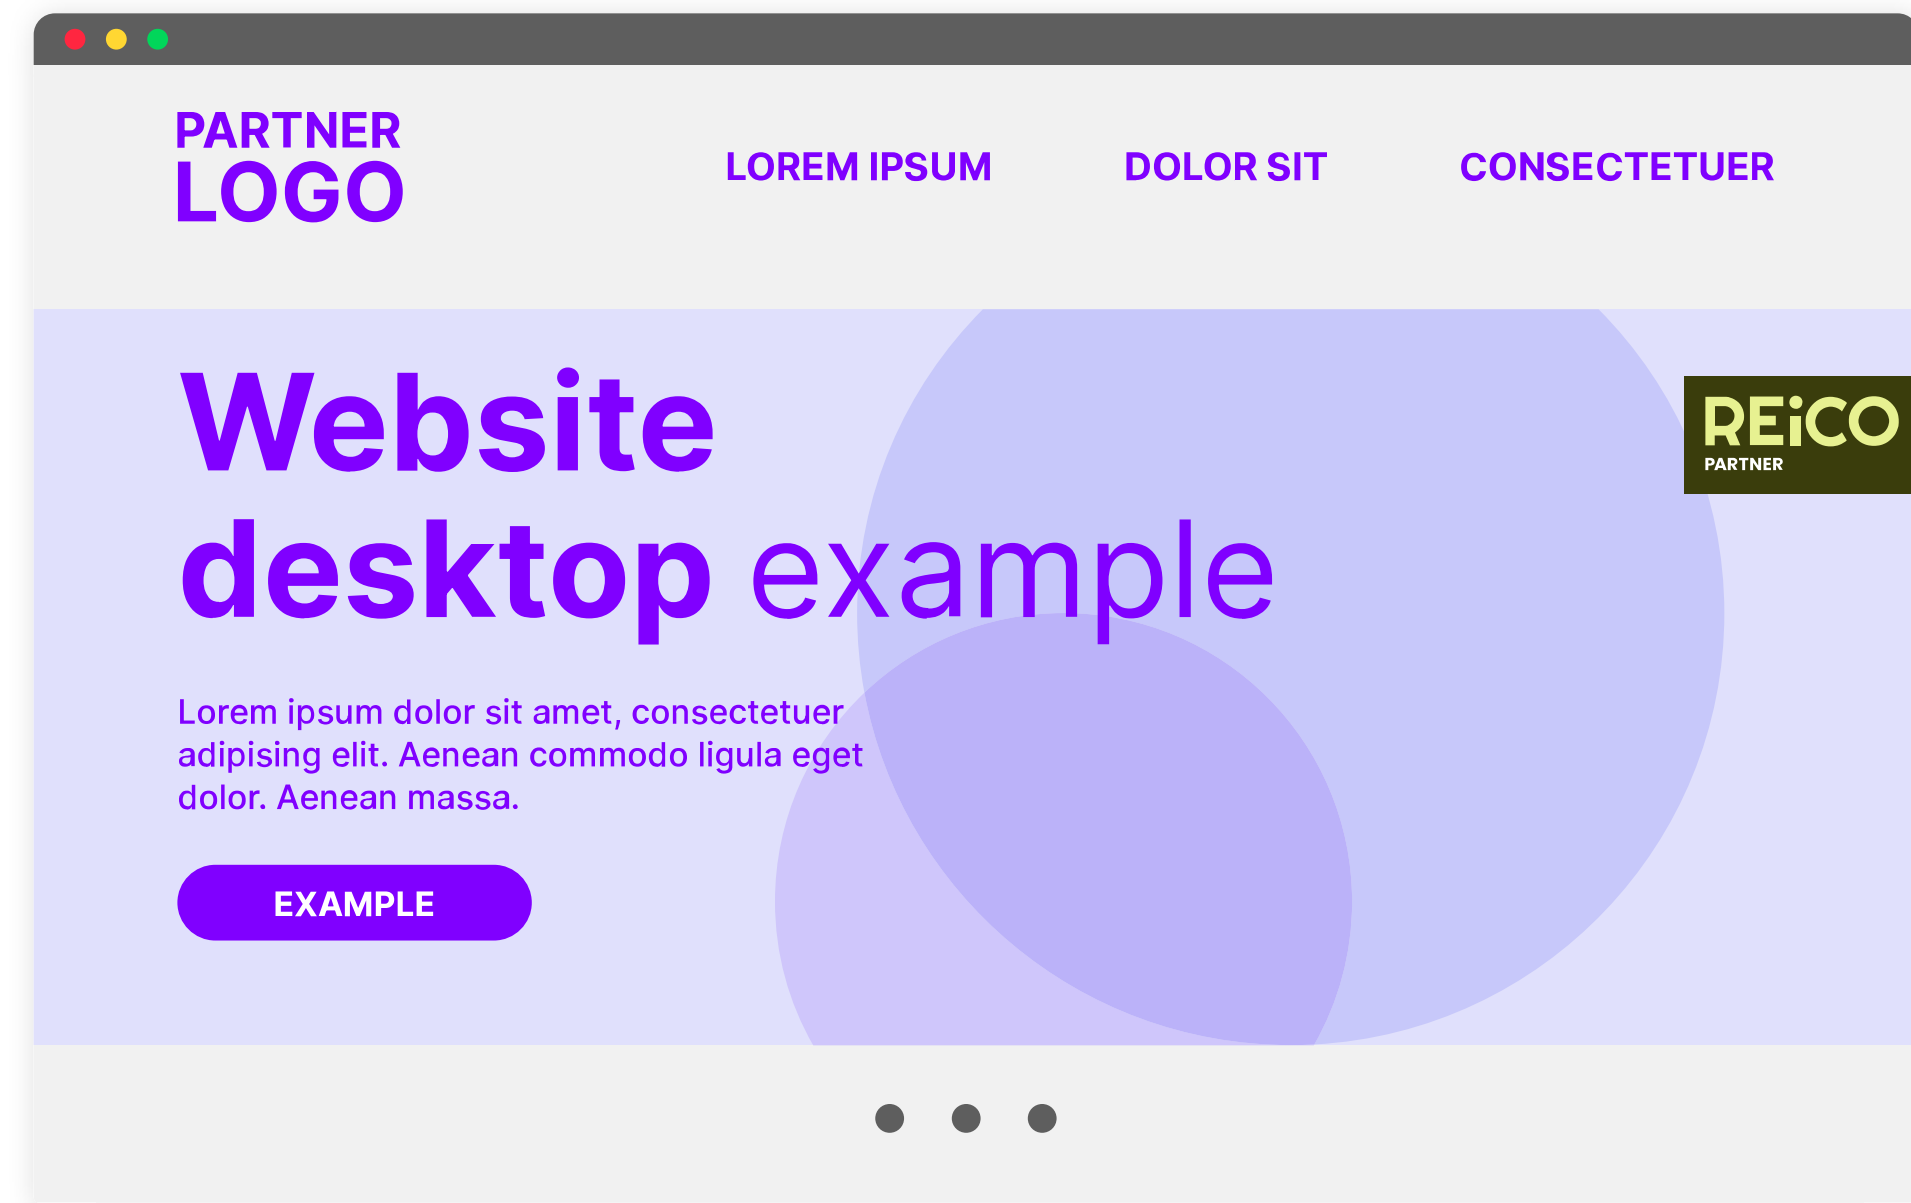 PARTNER
LOGO
LOREM IPSUM
DOLOR SIT
CONSECTETUER
Website
desktop example
REiCO
PARTNER
Lorem ipsum dolor sit amet, consectetuer
adipising elit. Aenean commodo ligula eget
dolor. Aenean massa.
EXAMPLE